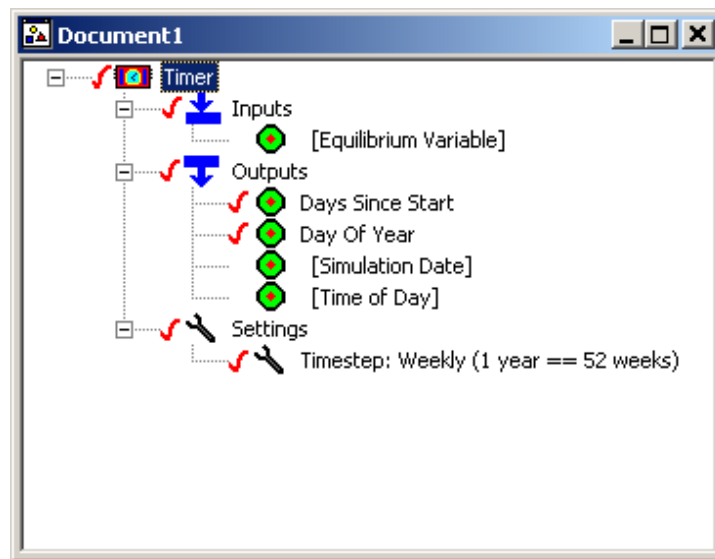 Document1
Timer
Inputs
[Equilibrium Variable]
Outputs
Days Since Start
Day Of Year
[Simulation Date]
[Time of Day]
Settings
Timestep: Weekly (1 year == 52 weeks)